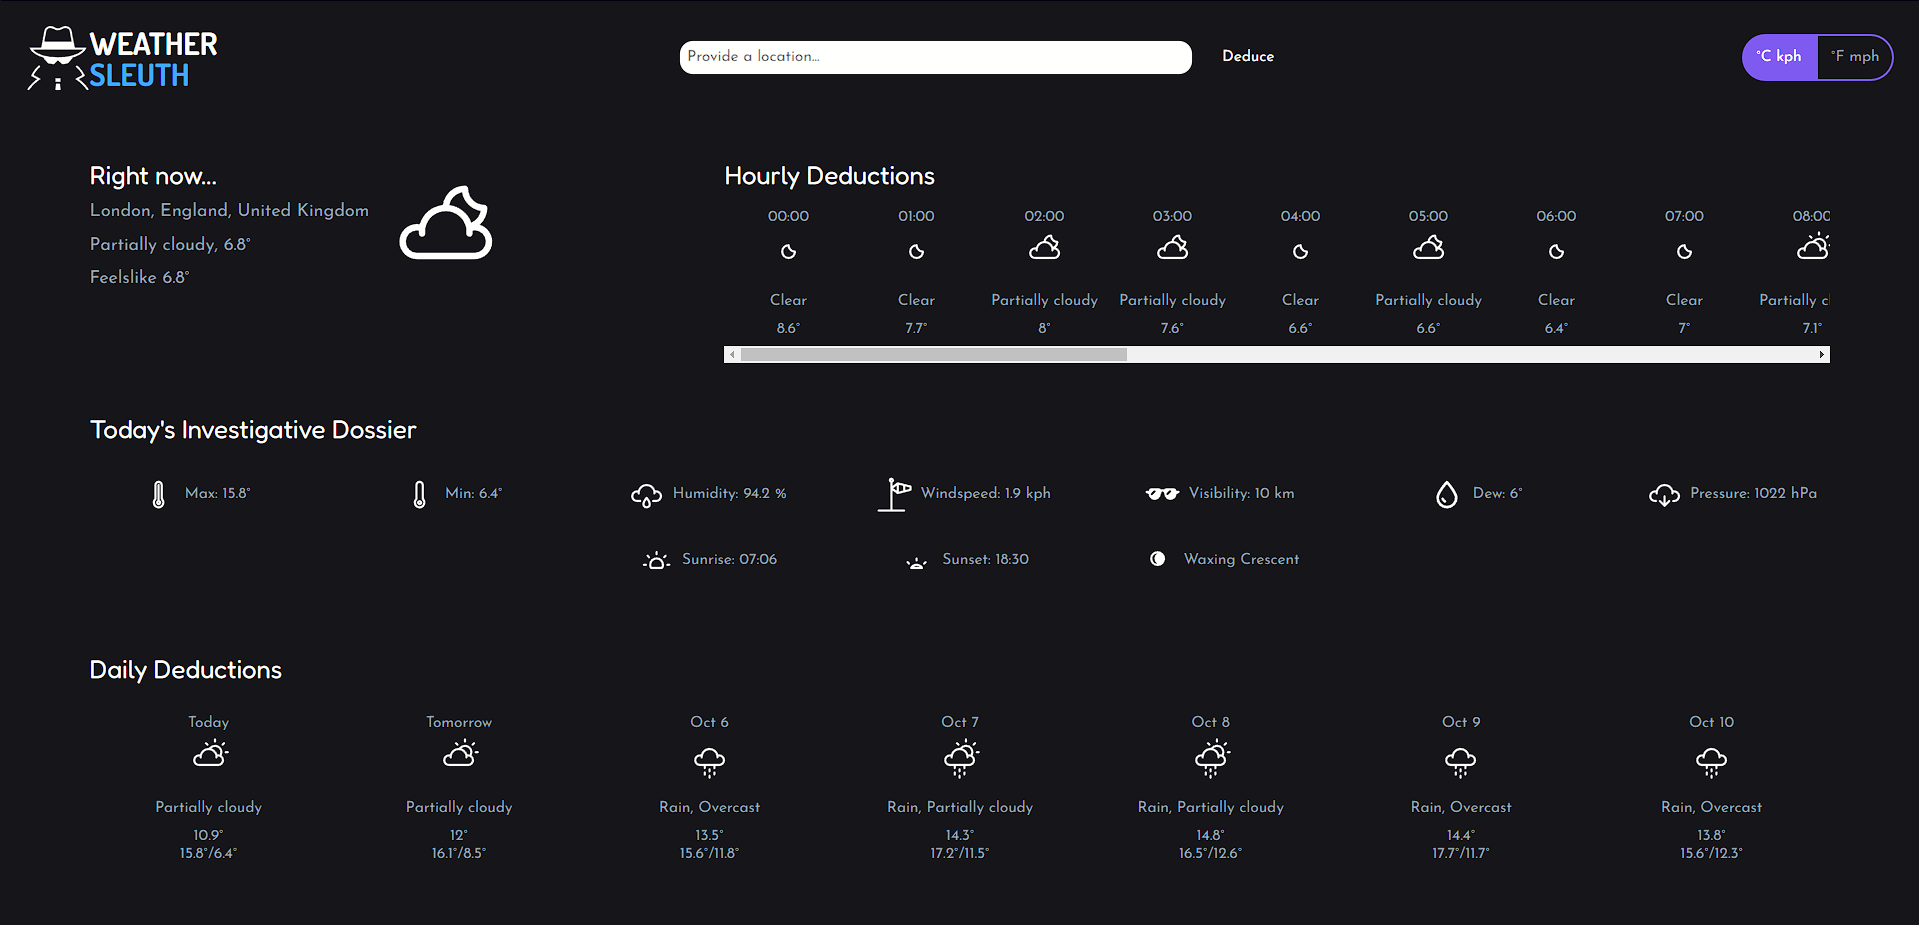 WEATHER
SLEUTH
Provide a location...
Deduce
°C kph
°F mph
Right now...
London, England, United Kingdom
Partially cloudy, 6.8°
Feelslike 6.8°
Hourly Deductions
00:00 01:00 02:00 03:00 04:00 05:00 06:00 07:00 08:00
Clear Clear Partially cloudy Partially cloudy Clear Partially cloudy Clear Clear Partially cl
8.6° 7.7° 8° 7.6° 6.6° 6.6° 6.4° 7° 7.1°
Today's Investigative Dossier
Max: 15.8° Min: 6.4° Humidity: 94.2 % Windspeed: 1.9 kph Visibility: 10 km Dew: 6° Pressure: 1022 hPa
Sunrise: 07:06 Sunset: 18:30 Waxing Crescent
Daily Deductions
Today Tomorrow Oct 6 Oct 7 Oct 8 Oct 9 Oct 10
Partially cloudy Partially cloudy Rain, Overcast Rain, Partially cloudy Rain, Partially cloudy Rain, Overcast Rain, Overcast
10.9° 12° 13.5° 14.3° 14.8° 14.4° 13.8°
15.8°/6.4° 16.1°/8.5° 15.6°/11.8° 17.2°/11.5° 16.5°/12.6° 17.7°/11.7° 15.6°/12.3°